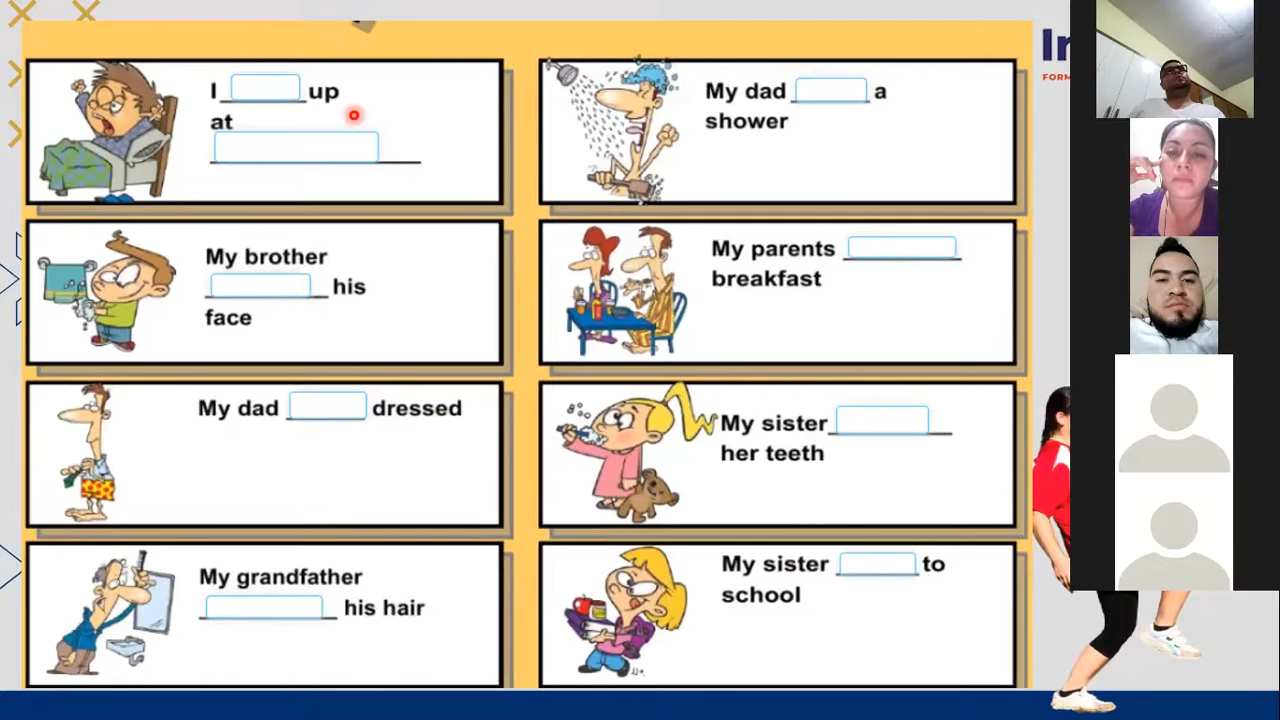 I up
at
My brother
his
face
My dad dressed
My grandfather
his hair
My dad a
shower
My parents
breakfast
My sister
her teeth
My sister to
school